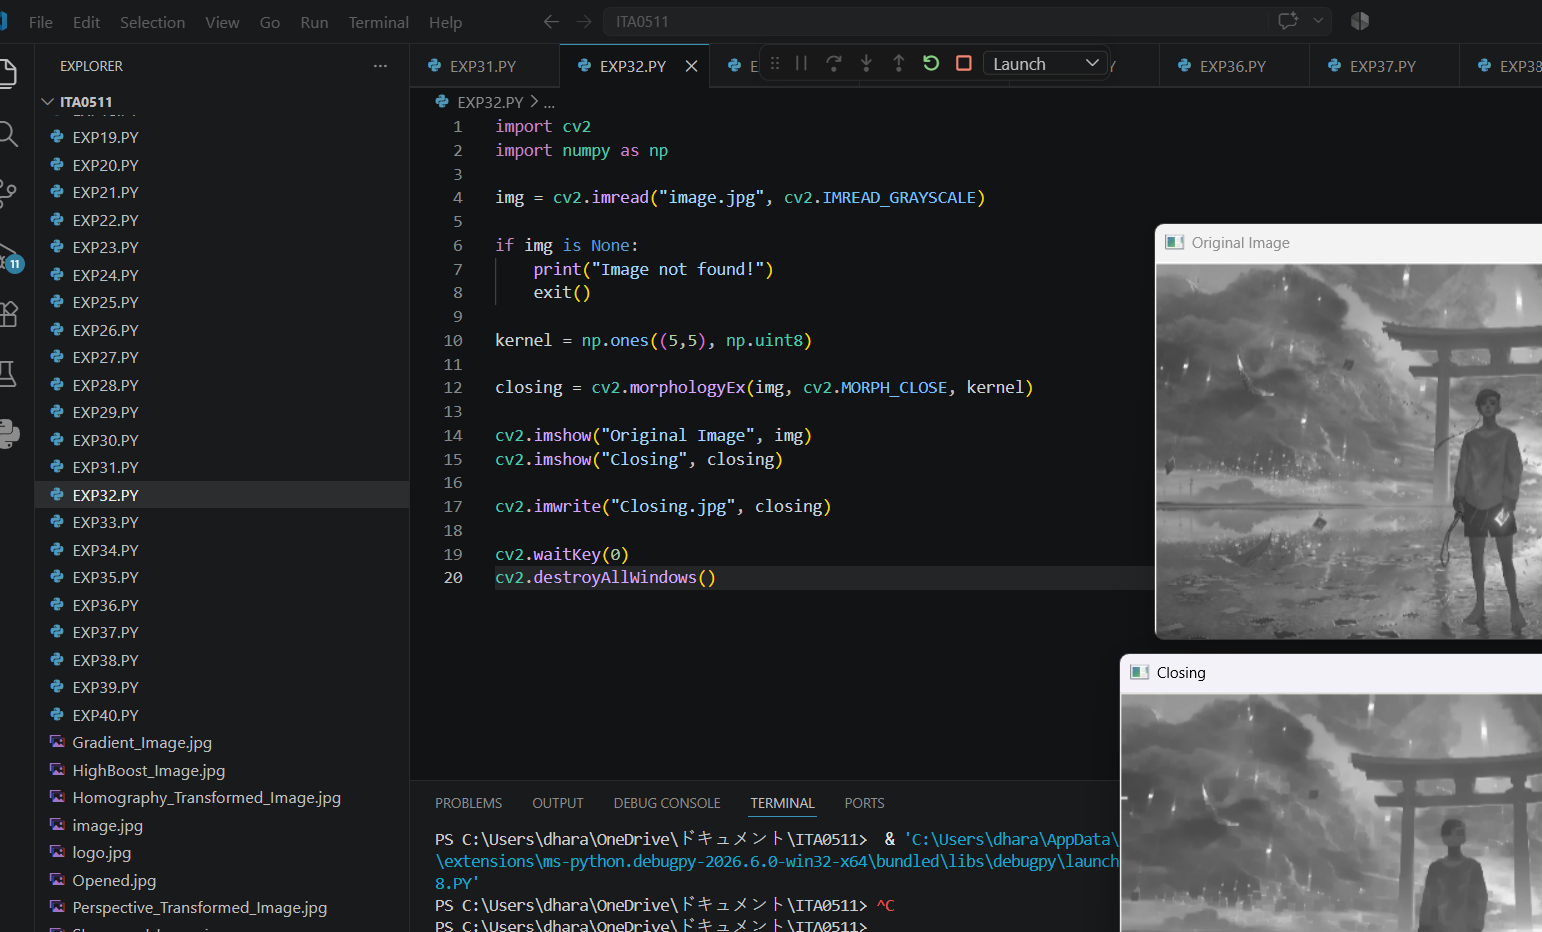 File Edit Selection View Go Run Terminal Help
ITA0511
EXPLORER
ITA0511
EXP19.PY
EXP20.PY
EXP21.PY
EXP22.PY
EXP23.PY
EXP24.PY
EXP25.PY
EXP26.PY
EXP27.PY
EXP28.PY
EXP29.PY
EXP30.PY
EXP31.PY
EXP32.PY
EXP33.PY
EXP34.PY
EXP35.PY
EXP36.PY
EXP37.PY
EXP38.PY
EXP39.PY
EXP40.PY
Gradient_Image.jpg
HighBoost_Image.jpg
Homography_Transformed_Image.jpg
image.jpg
logo.jpg
Opened.jpg
Perspective_Transformed_Image.jpg
11
EXP31.PY EXP32.PY E Launch Y EXP36.PY EXP37.PY EXP38
EXP32.PY > ...
1 import cv2
2 import numpy as np
3
4 img = cv2.imread("image.jpg", cv2.IMREAD_GRAYSCALE)
5
6 if img is None:
7 print("Image not found!")
8 exit()
9
10 kernel = np.ones((5,5), np.uint8)
11
12 closing = cv2.morphologyEx(img, cv2.MORPH_CLOSE, kernel)
13
14 cv2.imshow("Original Image", img)
15 cv2.imshow("Closing", closing)
16
17 cv2.imwrite("Closing.jpg", closing)
18
19 cv2.waitKey(0)
20 cv2.destroyAllWindows()
Original Image
Closing
PROBLEMS OUTPUT DEBUG CONSOLE TERMINAL PORTS
PS C:\Users\dhara\OneDrive\ドキュメント\ITA0511> & 'C:\Users\dhara\AppData\
\extensions\ms-python.debugpy-2026.6.0-win32-x64\bundled\libs\debugpy\launch
8.PY'
PS C:\Users\dhara\OneDrive\ドキュメント\ITA0511> ^C
PS C:\Users\dhara\OneDrive\ドキュメント\ITA0511>